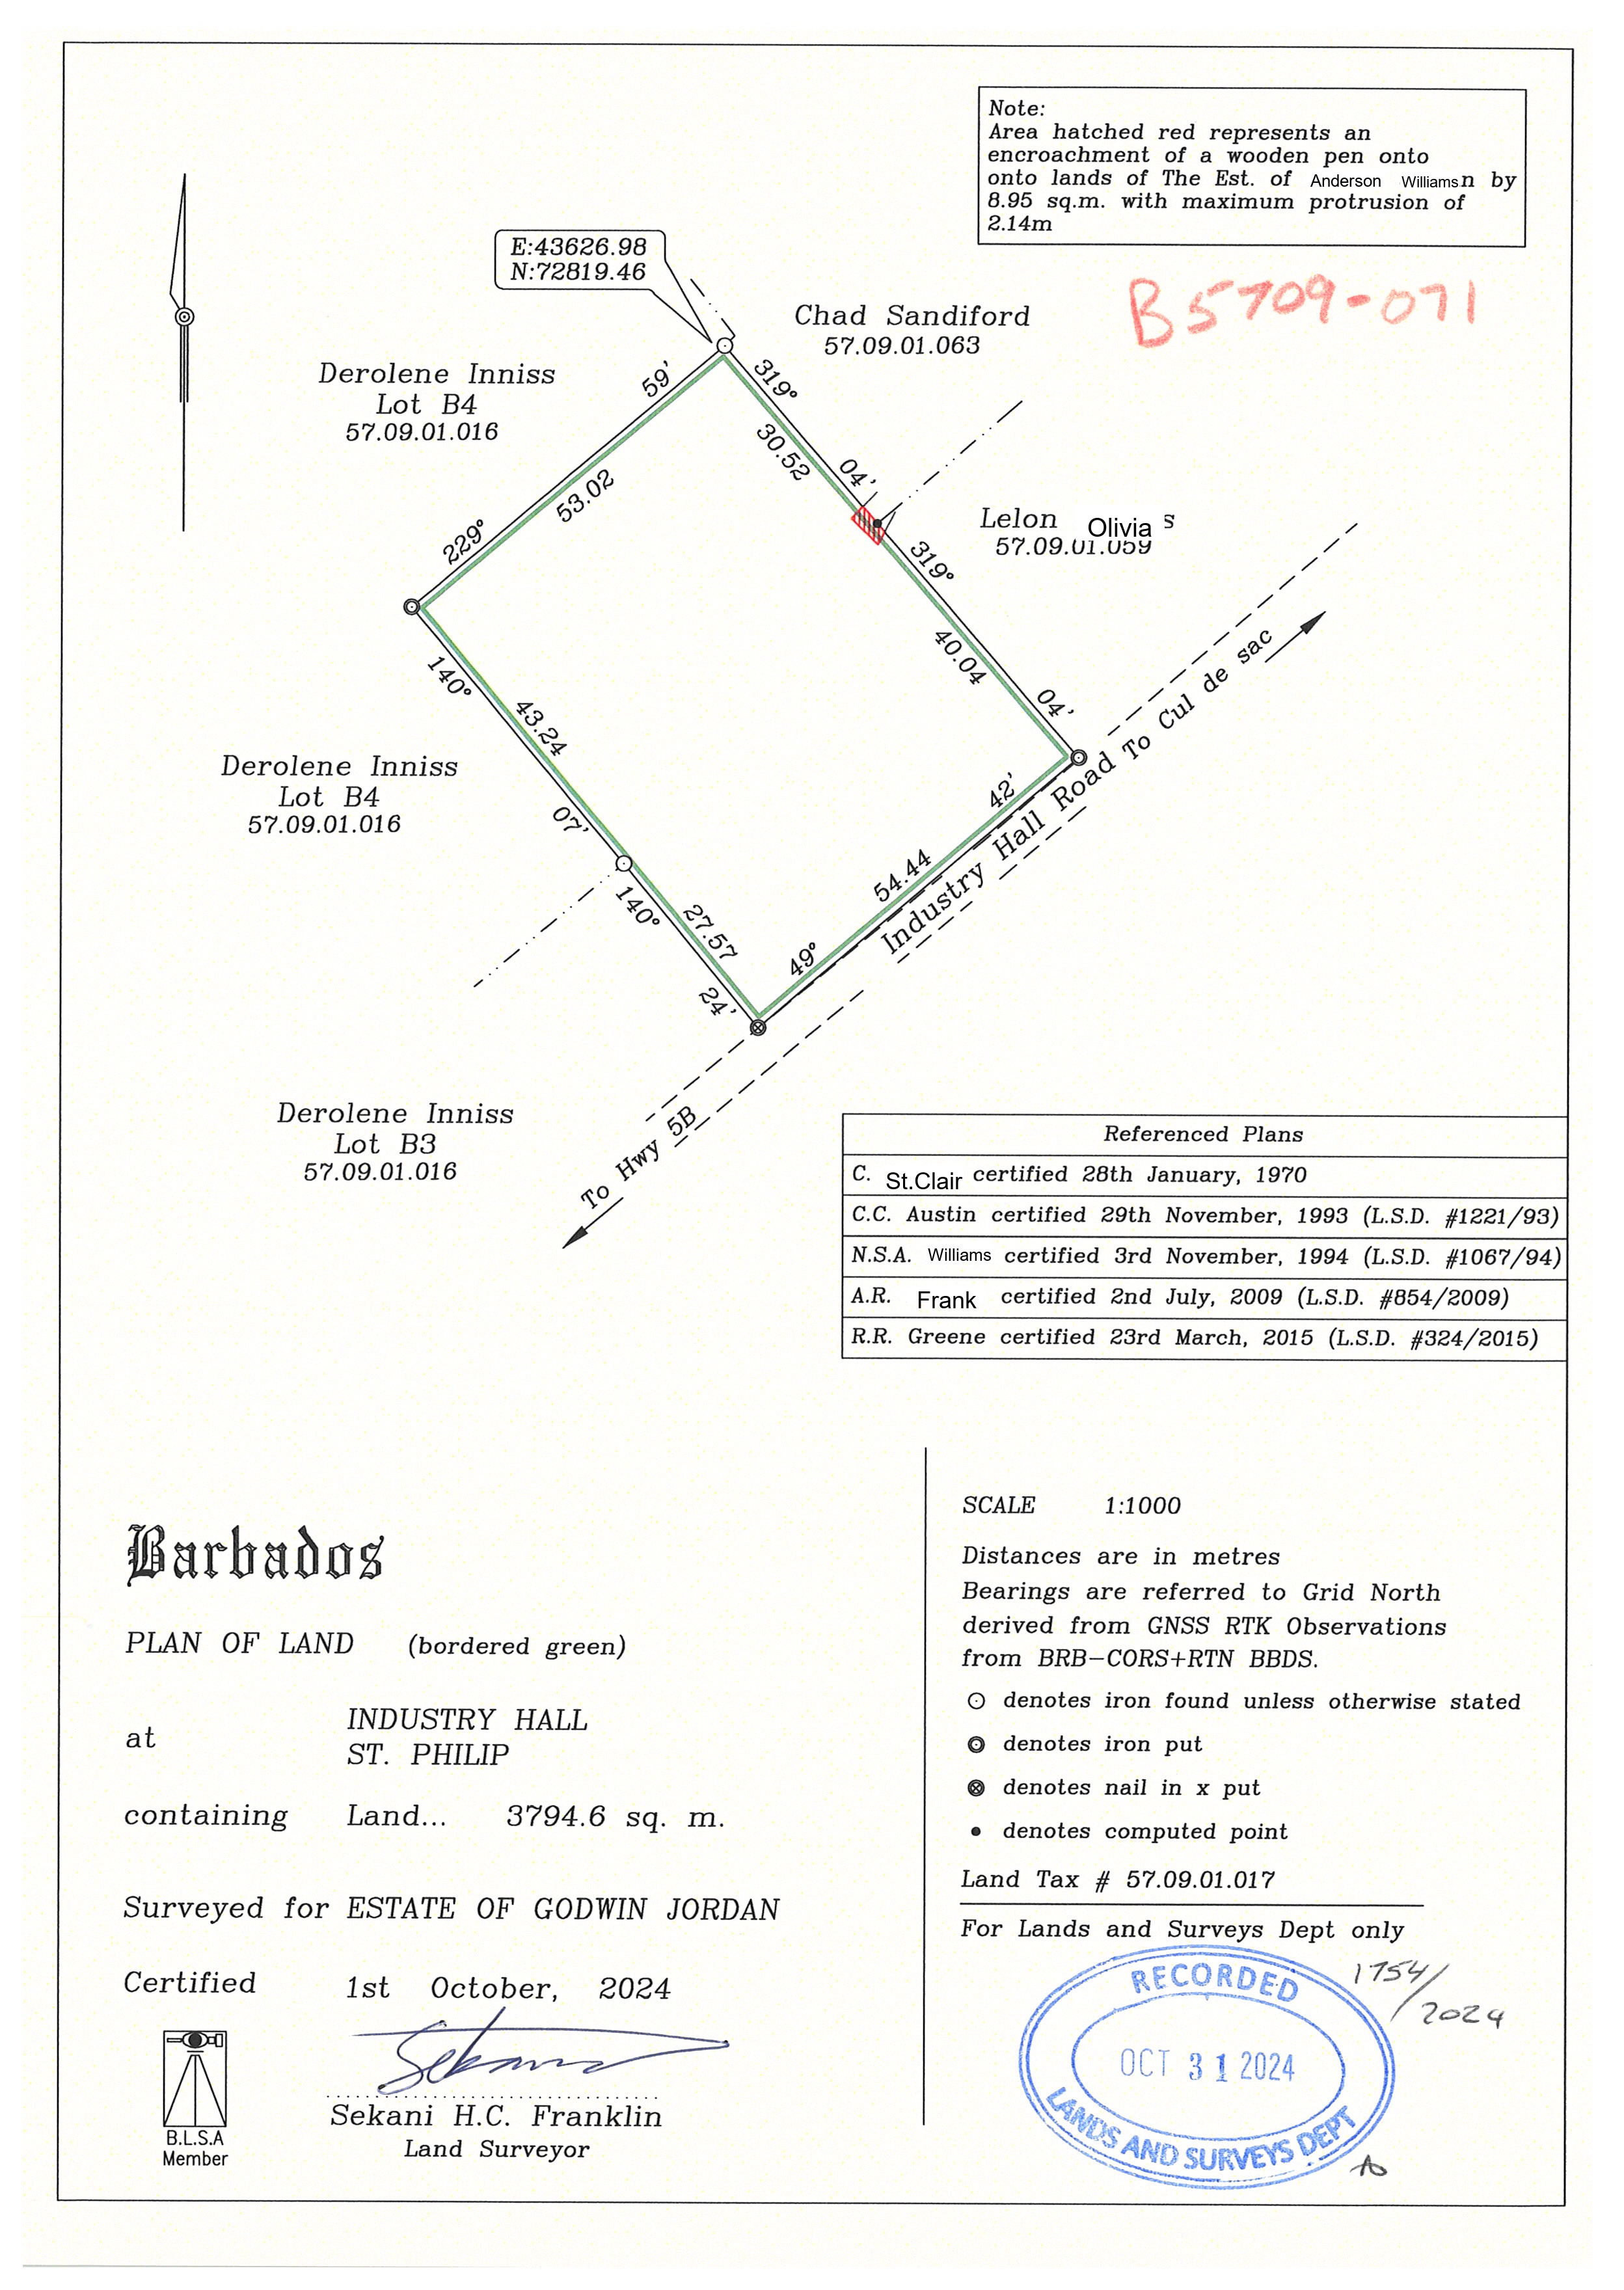 Note:
Area hatched red represents an
encroachment of a wooden pen onto
onto lands of The Est. of Anderson Williamsn by
8.95 sq.m. with maximum protrusion of
2.14m
B5709-071
E:43626.98
N:72819.46
Chad Sandiford
57.09.01.063
Derolene Inniss
Lot B4
57.09.01.016
59'
53.02
229°
319°
30.52
04'
Lelon Olivia s
57.09.01.059
319°
40.04
04'
140°
43.24
07'
Derolene Inniss
Lot B4
57.09.01.016
140°
27.57
24'
42'
54.44
49°
Industry Hall Road To Cul de sac
To Hwy 5B
Derolene Inniss
Lot B3
57.09.01.016
Referenced Plans
C. St.Clair certified 28th January, 1970
C.C. Austin certified 29th November, 1993 (L.S.D. #1221/93)
N.S.A. Williams certified 3rd November, 1994 (L.S.D. #1067/94)
A.R. Frank certified 2nd July, 2009 (L.S.D. #854/2009)
R.R. Greene certified 23rd March, 2015 (L.S.D. #324/2015)
Barbados
PLAN OF LAND (bordered green)
at INDUSTRY HALL
ST. PHILIP
containing Land... 3794.6 sq. m.
Surveyed for ESTATE OF GODWIN JORDAN
Certified 1st October, 2024
Sekani
Sekani H.C. Franklin
Land Surveyor
B.L.S.A
Member
SCALE 1:1000
Distances are in metres
Bearings are referred to Grid North
derived from GNSS RTK Observations
from BRB-CORS+RTN BBDS.
denotes iron found unless otherwise stated
denotes iron put
denotes nail in x put
denotes computed point
Land Tax # 57.09.01.017
For Lands and Surveys Dept only
RECORDED
OCT 31 2024
LANDS AND SURVEYS DEPT
1754/
2024